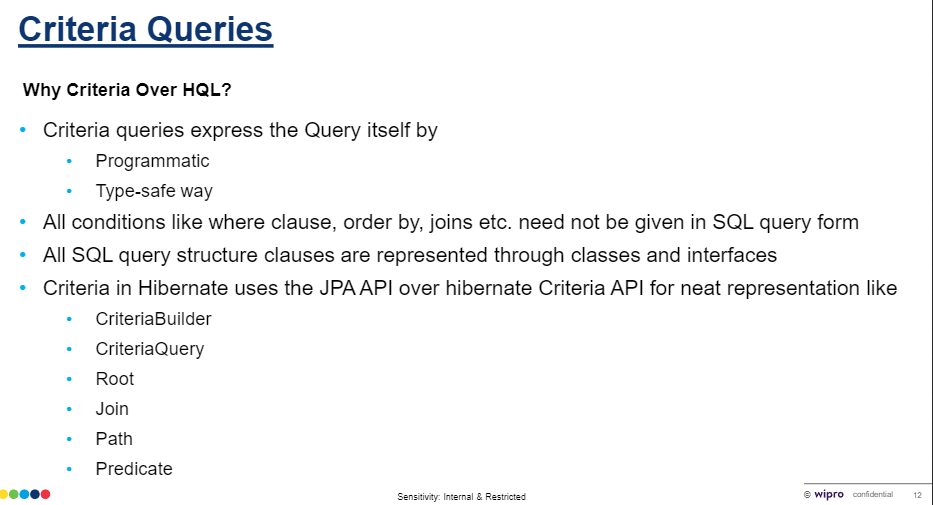 Criteria Queries
Why Criteria Over HQL?
• Criteria queries express the Query itself by
• Programmatic
• Type-safe way
• All conditions like where clause, order by, joins etc. need not be given in SQL query form
• All SQL query structure clauses are represented through classes and interfaces
• Criteria in Hibernate uses the JPA API over hibernate Criteria API for neat representation like
• CriteriaBuilder
• CriteriaQuery
• Root
• Join
• Path
• Predicate
Sensitivity: Internal & Restricted
© wipro confidential 12